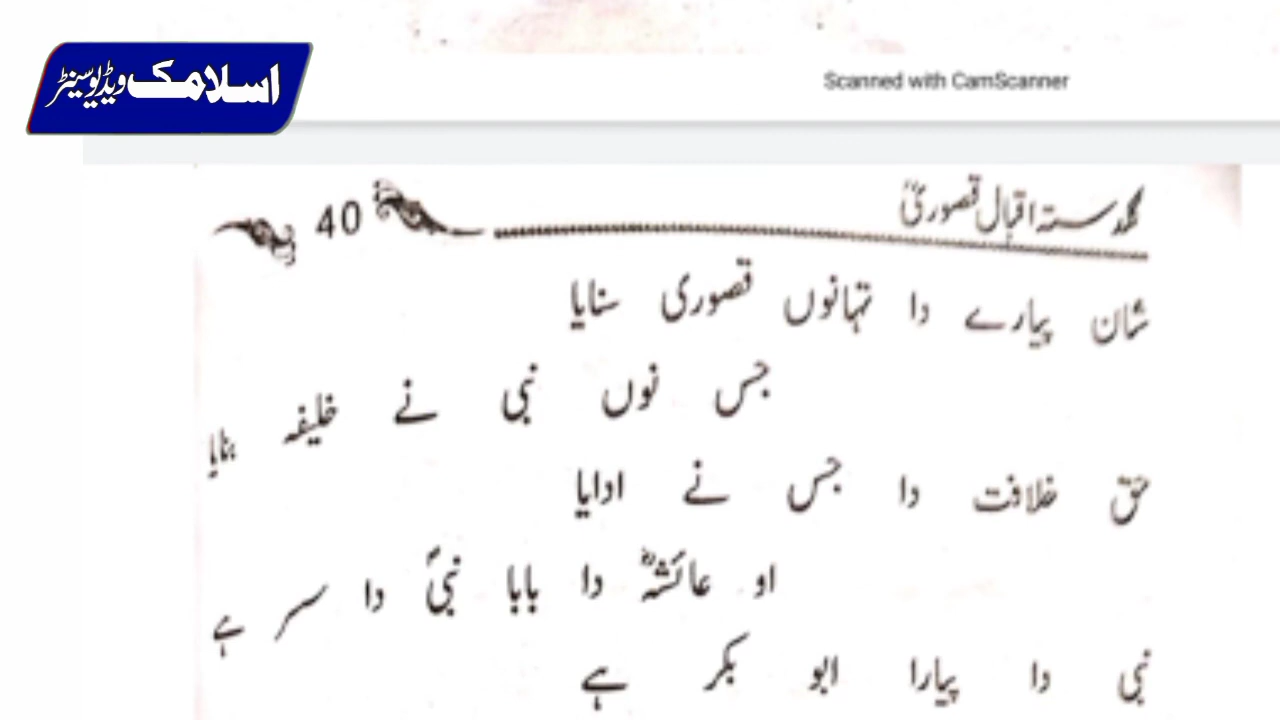 اسلامک ویڈیو سینٹر
Scanned with CamScanner
گلدستہ اقبال قصوریؒ
40
شان پیارے دا تہانوں قصوری سنایا
جس نوں نبی نے خلیفہ بنایا
حق خلافت دا جس نے ادایا
او عائشہؓ دا بابا نبیؐ دا سسر ہے
نبی دا پیارا ابو بکر ہے